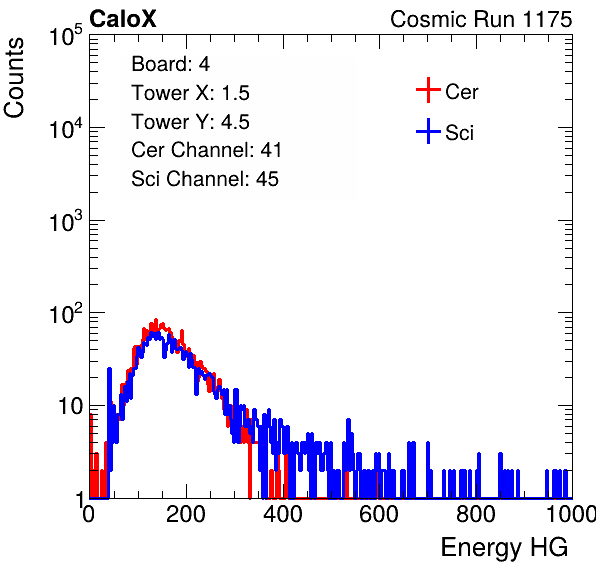 CaloX Cosmic Run 1175
Counts
10^5
10^4
10^3
10^2
10
1
Board: 4
Tower X: 1.5
Tower Y: 4.5
Cer Channel: 41
Sci Channel: 45
Cer
Sci
0 200 400 600 800 1000
Energy HG